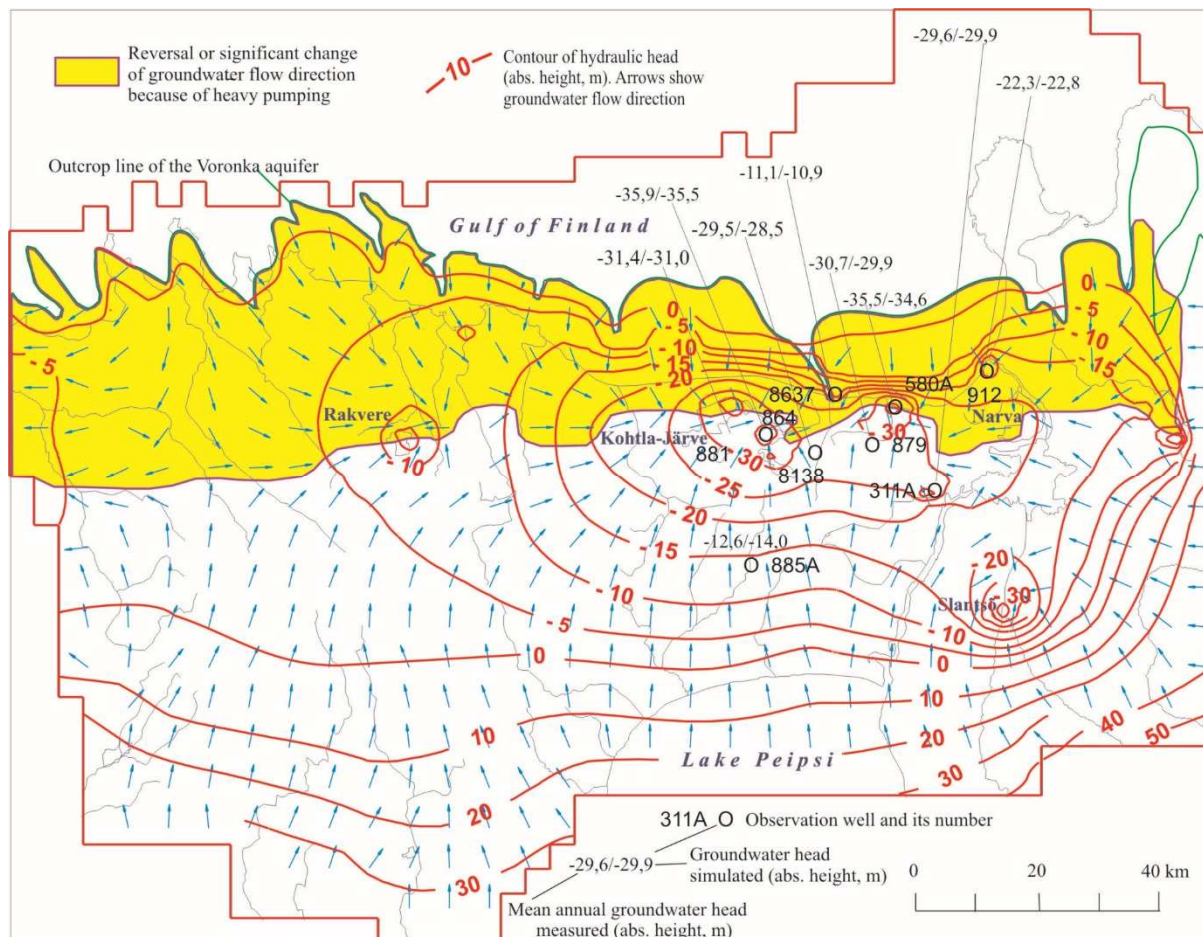 Reversal or significant change
of groundwater flow direction
because of heavy pumping
-10
Contour of hydraulic head
(abs. height, m). Arrows show
groundwater flow direction
-29,6/-29,9
-22,3/-22,8
Outcrop line of the Voronka aquifer
-11,1/-10,9
-35,9/-35,5
Gulf of Finland
-29,5/-28,5
-31,4/-31,0
-30,7/-29,9
-35,5/-34,6
0
-5
-10
-15
0
-5
-10
-15
-20
-5
580A
912
8637
864
Rakvere
Kohtla-Järve
Narva
-30
879
-10
881
-30
8138
311A
-25
-20
-15
-12,6/-14,0
885A
-20
-30
Slantsõ
-10
-10
-5
0
0
10
10
20
30
40
50
Lake Peipsi
20
30
311A
Observation well and its number
-29,6/-29,9
Groundwater head
simulated (abs. height, m)
Mean annual groundwater head
measured (abs. height, m)
0
20
40 km